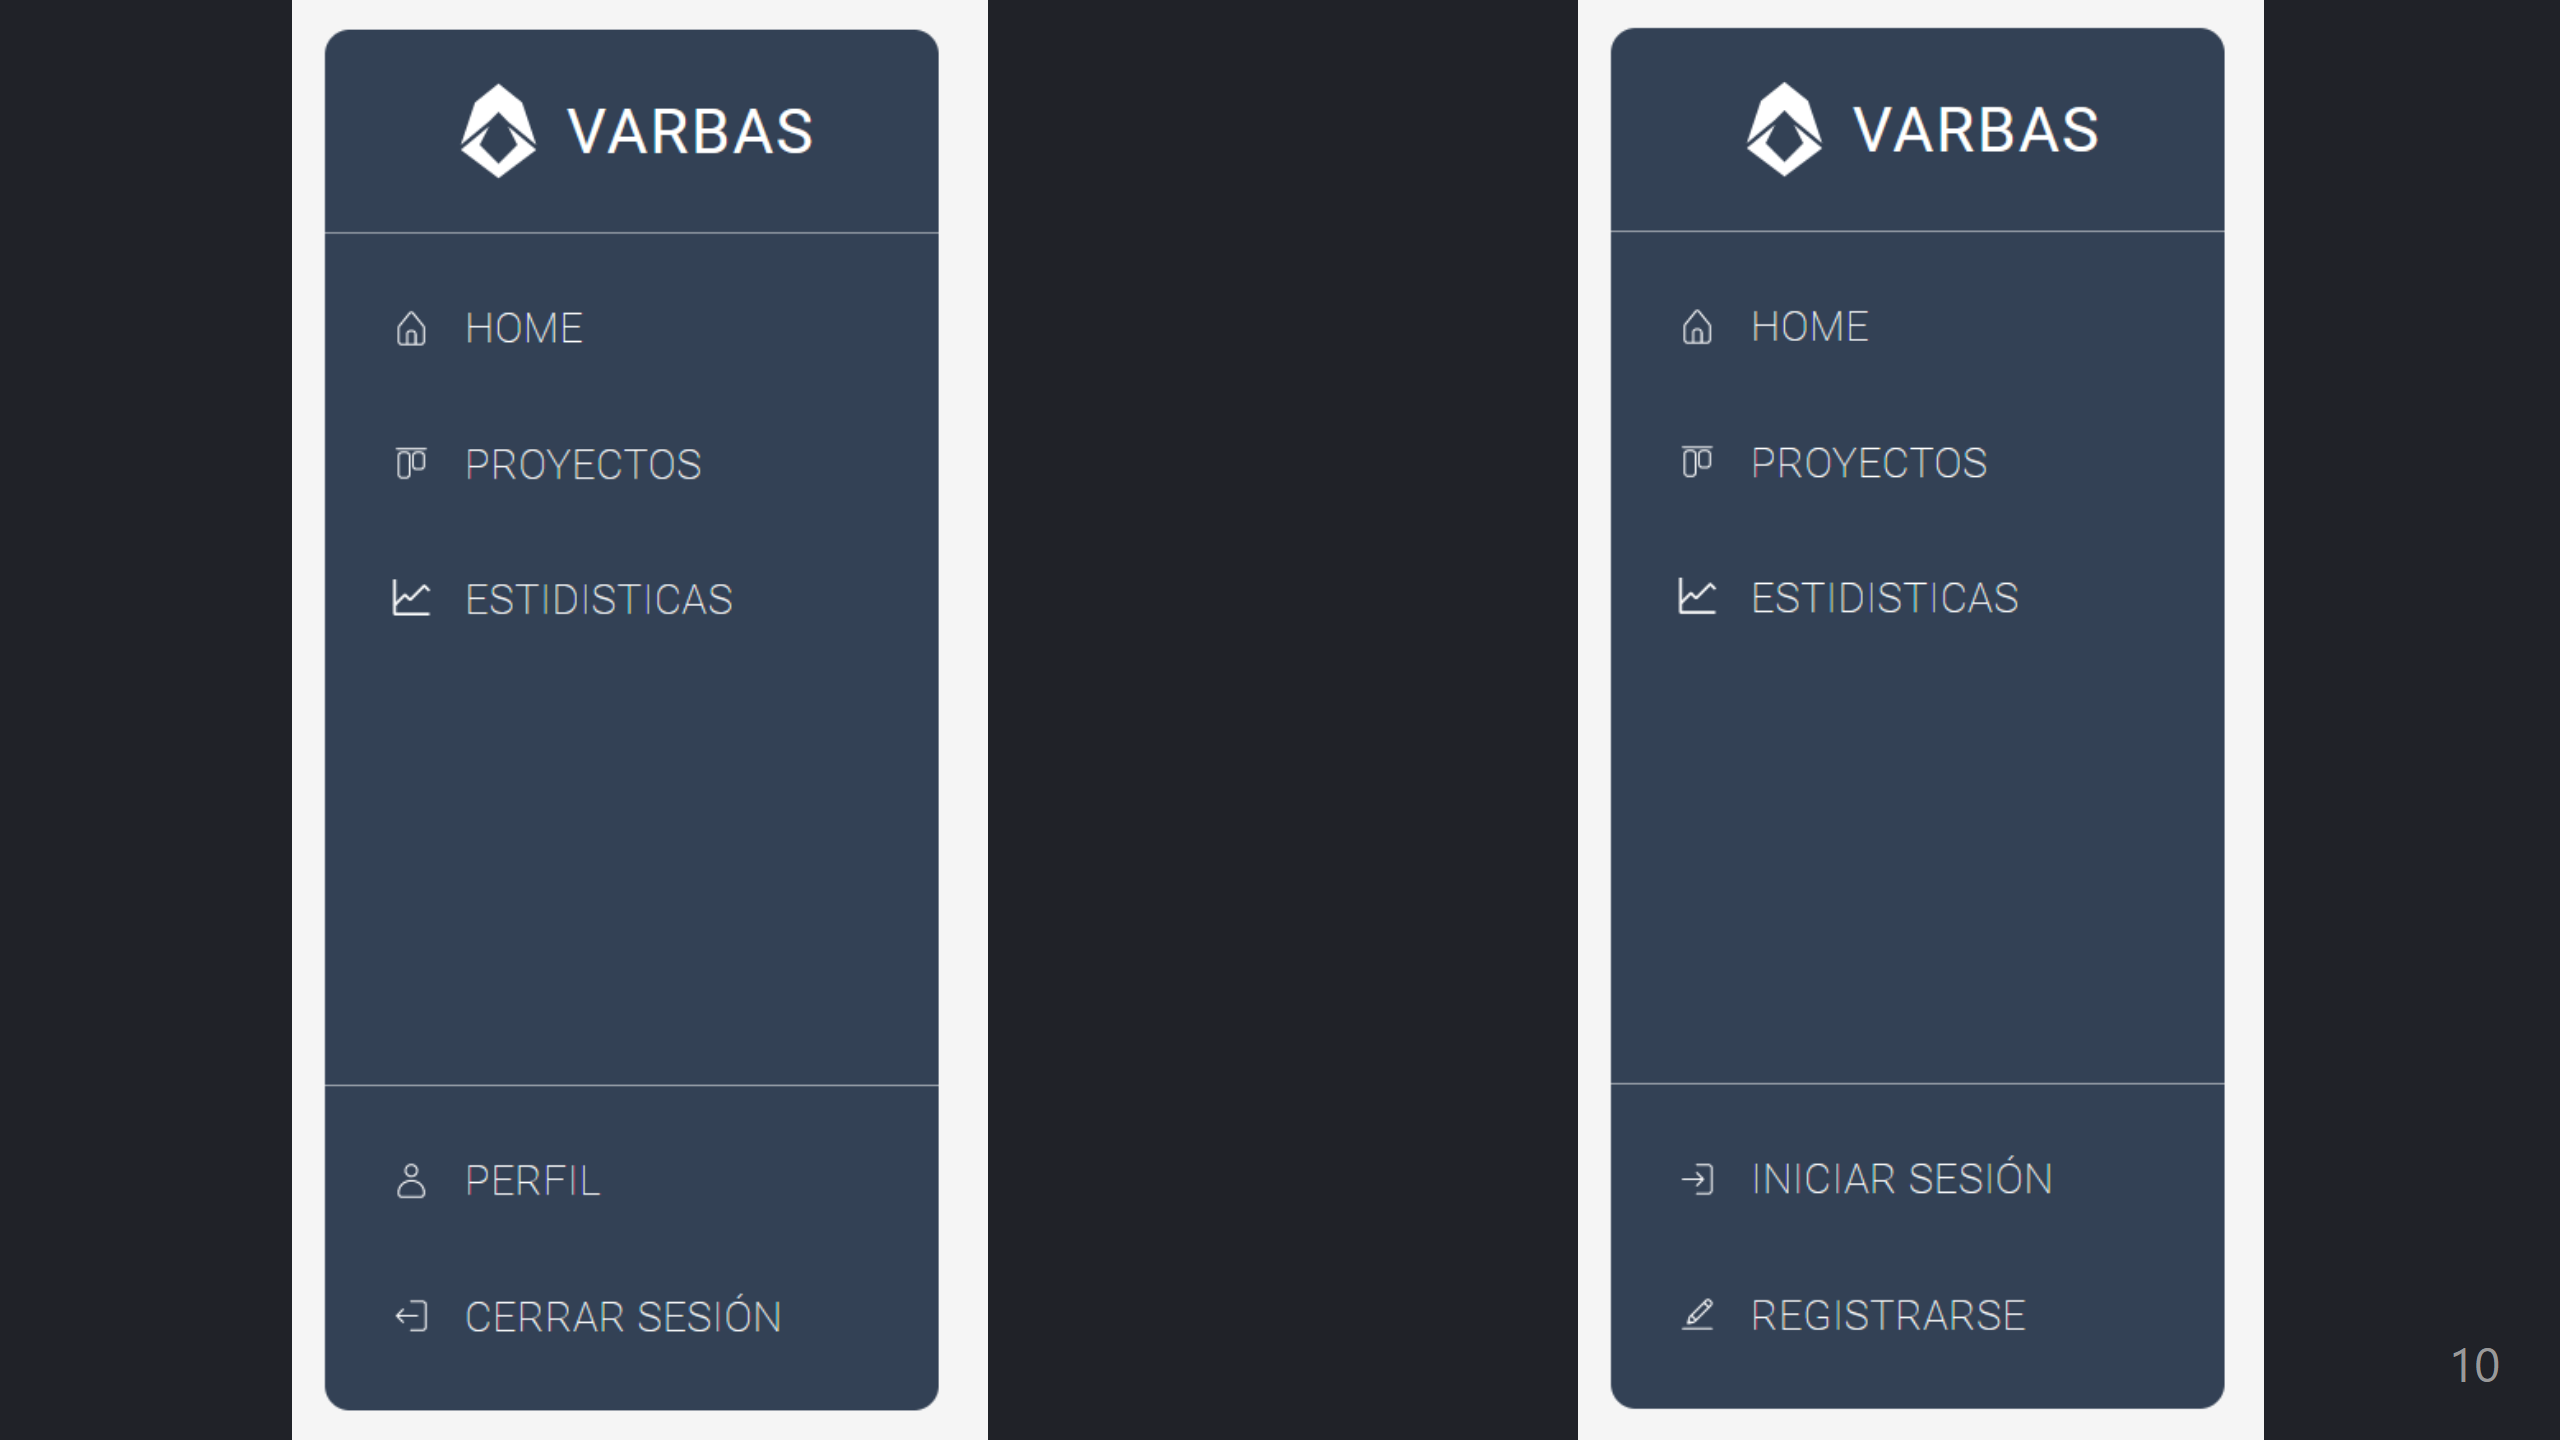 VARBAS
HOME
PROYECTOS
ESTIDISTICAS
PERFIL
CERRAR SESIÓN
VARBAS
HOME
PROYECTOS
ESTIDISTICAS
INICIAR SESIÓN
REGISTRARSE
10